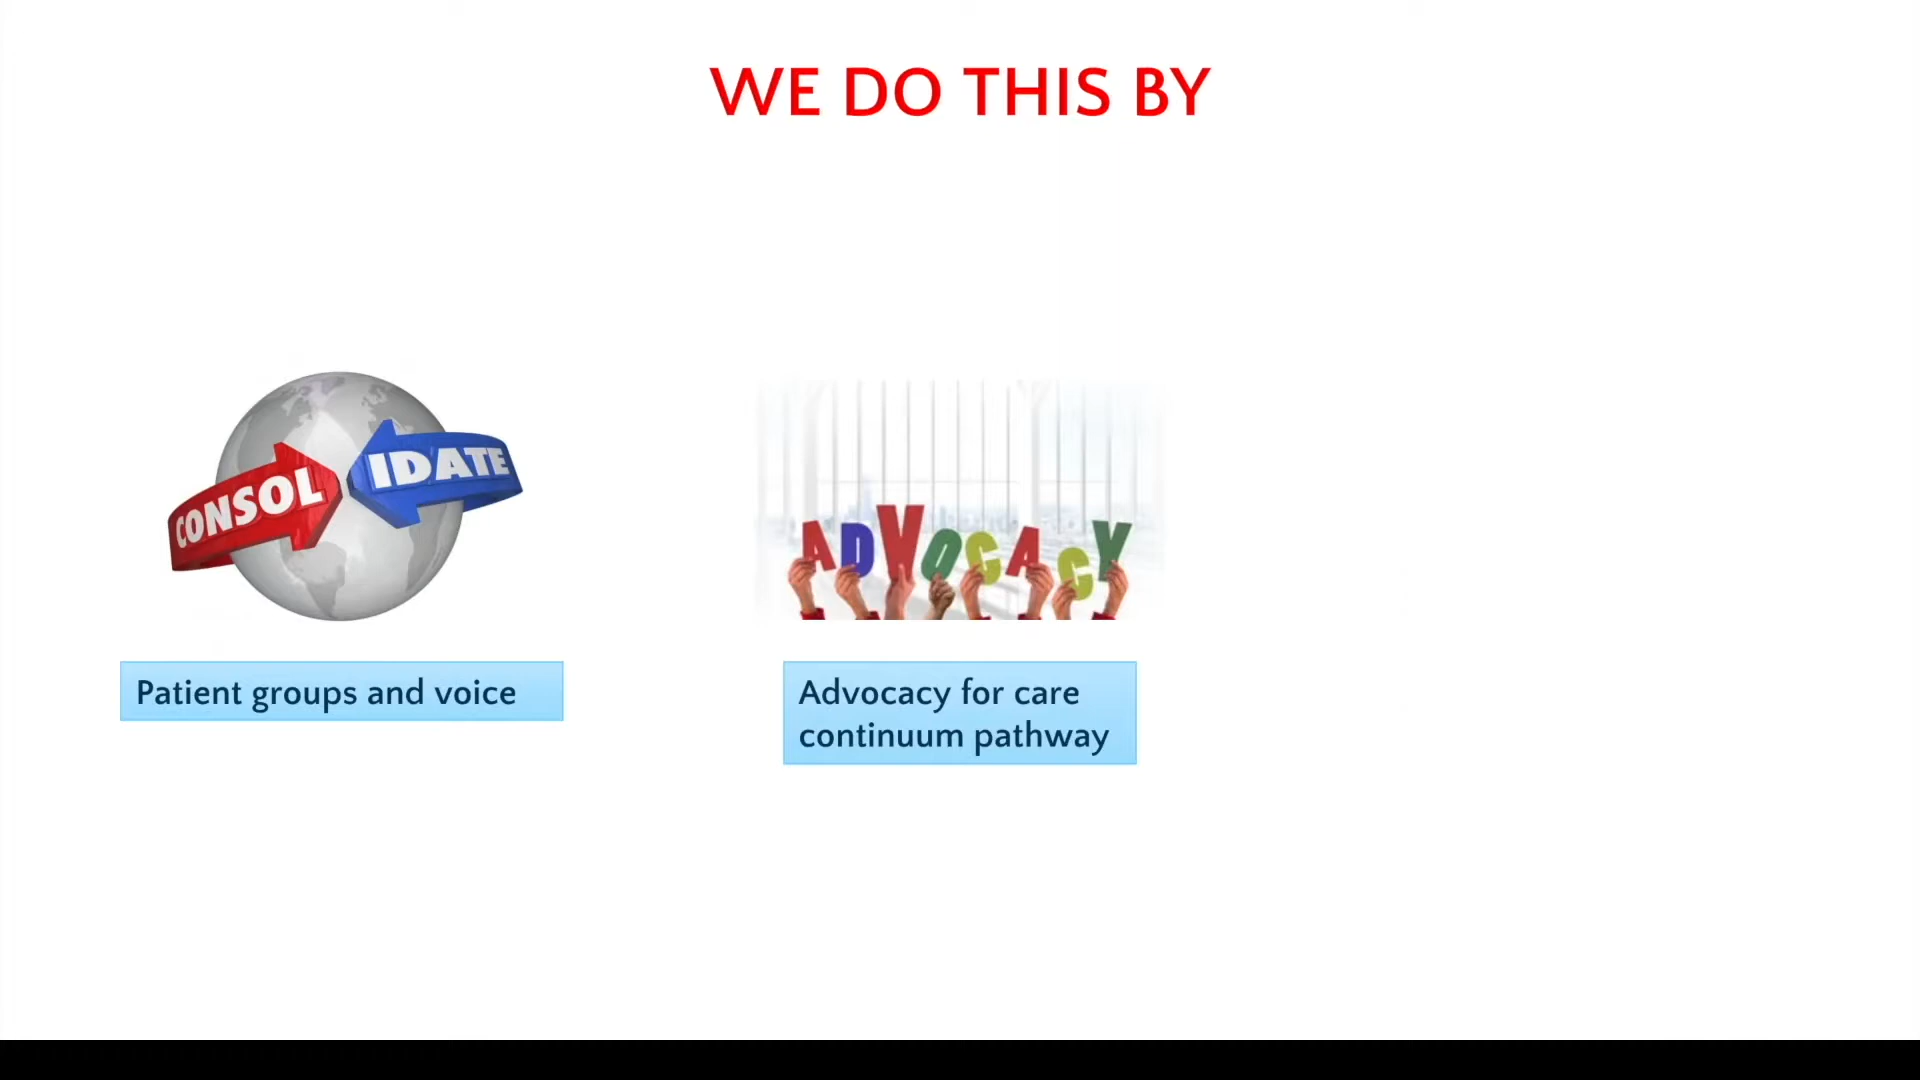 WE DO THIS BY
CONSOL IDATE
ADVOCACY
Patient groups and voice
Advocacy for care
continuum pathway